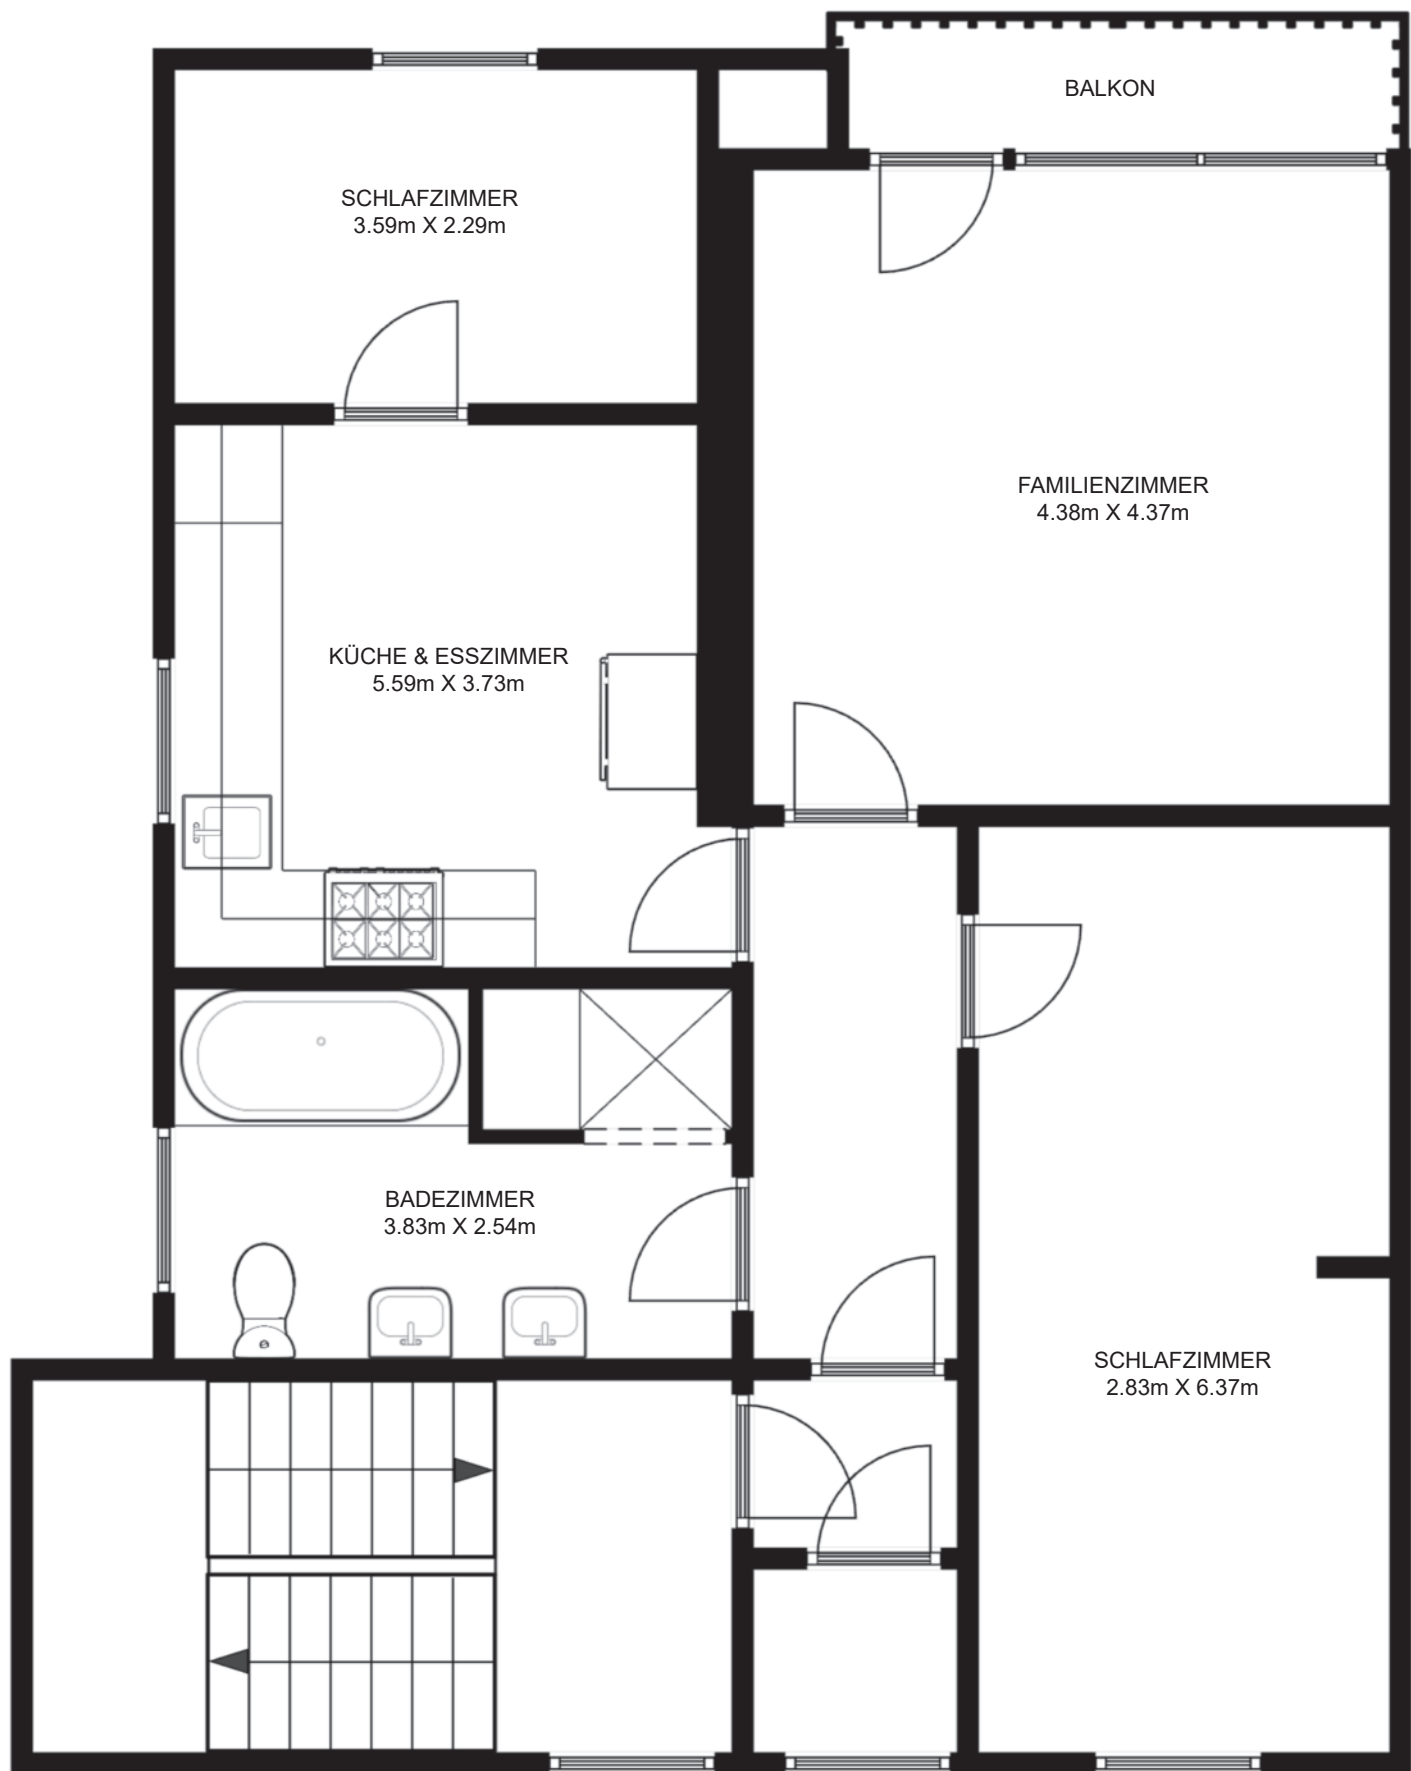 BALKON
SCHLAFZIMMER
3.59m X 2.29m
FAMILIENZIMMER
4.38m X 4.37m
KÜCHE & ESSZIMMER
5.59m X 3.73m
BADEZIMMER
3.83m X 2.54m
SCHLAFZIMMER
2.83m X 6.37m